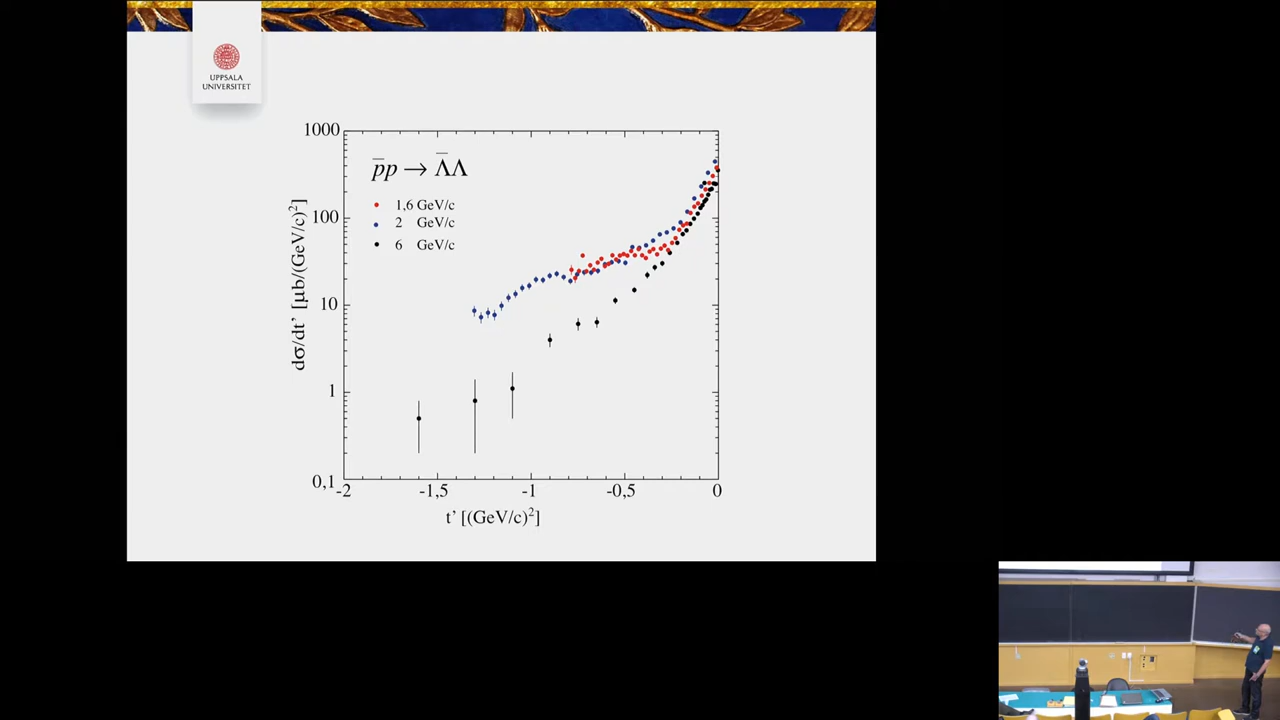 UPPSALA
UNIVERSITET
1000
100
10
1
0,1
p̅p → Λ̅Λ
1,6 GeV/c
2 GeV/c
6 GeV/c
dσ/dt' [μb/(GeV/c)²]
-2 -1,5 -1 -0,5 0
t' [(GeV/c)²]